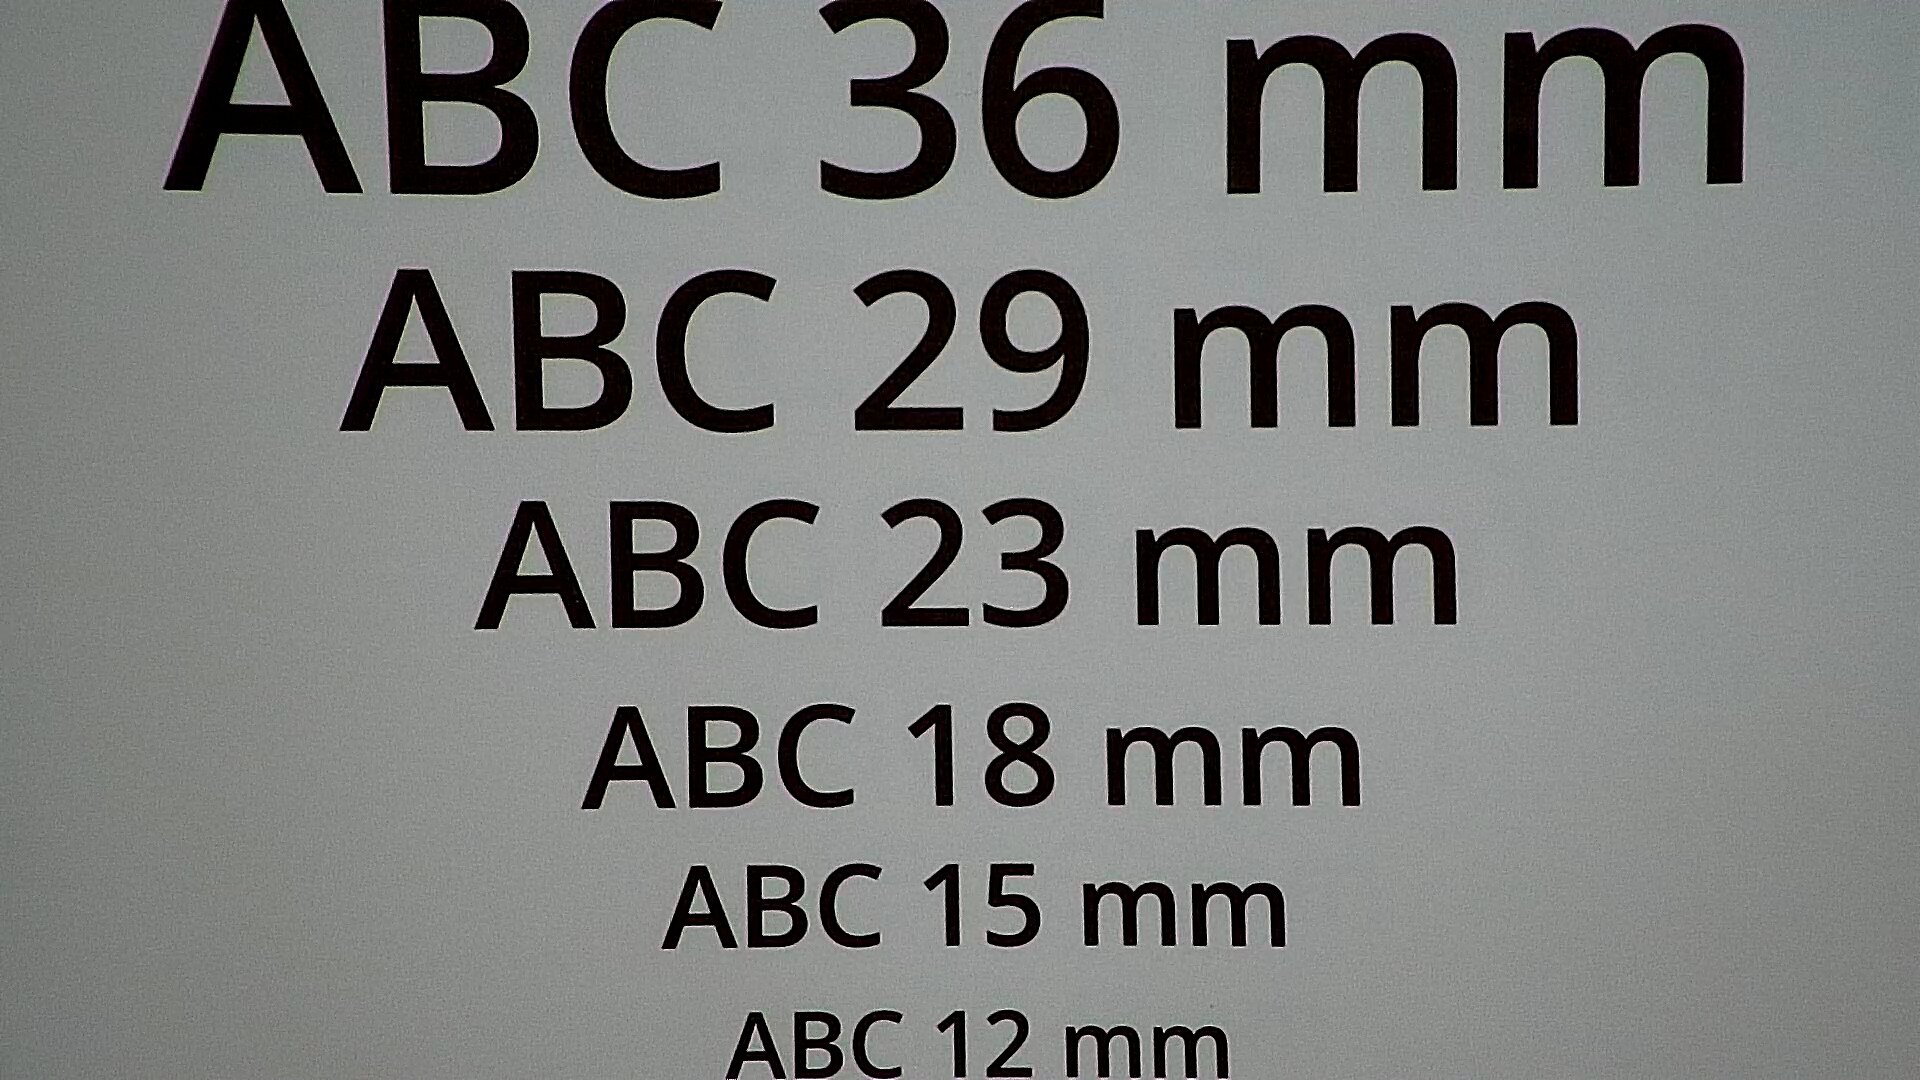 ABC 36 mm
ABC 29 mm
ABC 23 mm
ABC 18 mm
ABC 15 mm
ABC 12 mm